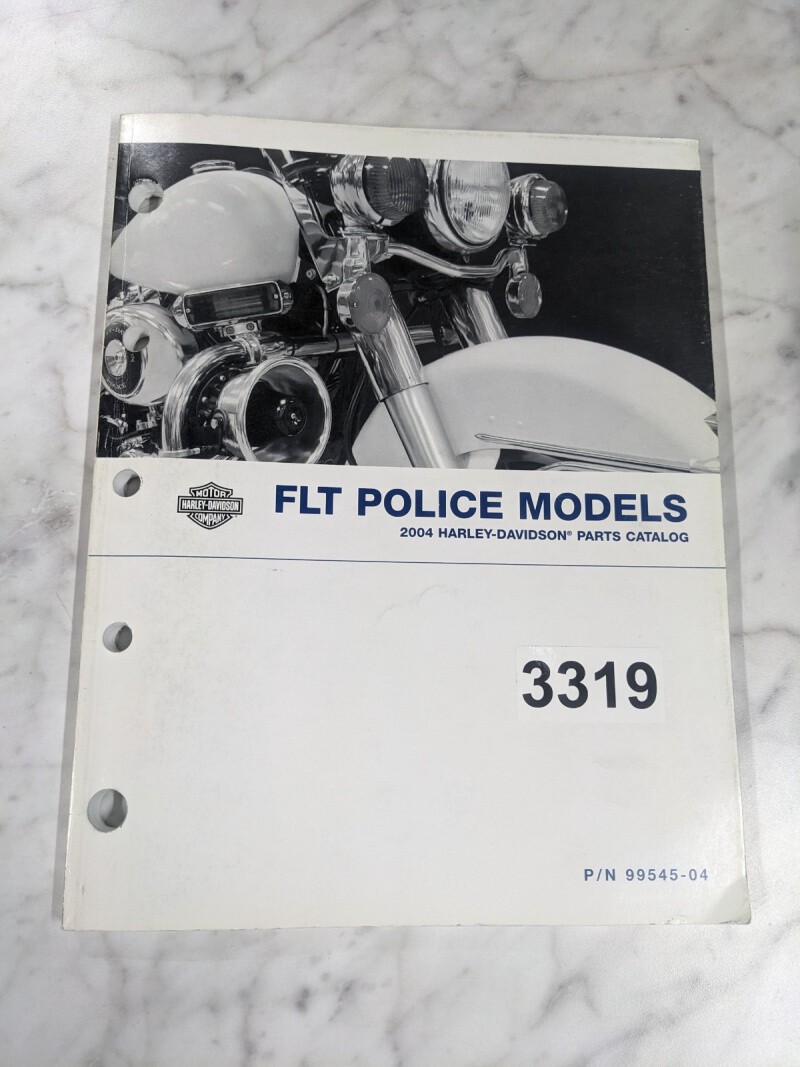 MOTOR
HARLEY-DAVIDSON
COMPANY
FLT POLICE MODELS
2004 HARLEY-DAVIDSON® PARTS CATALOG
3319
P/N 99545-04